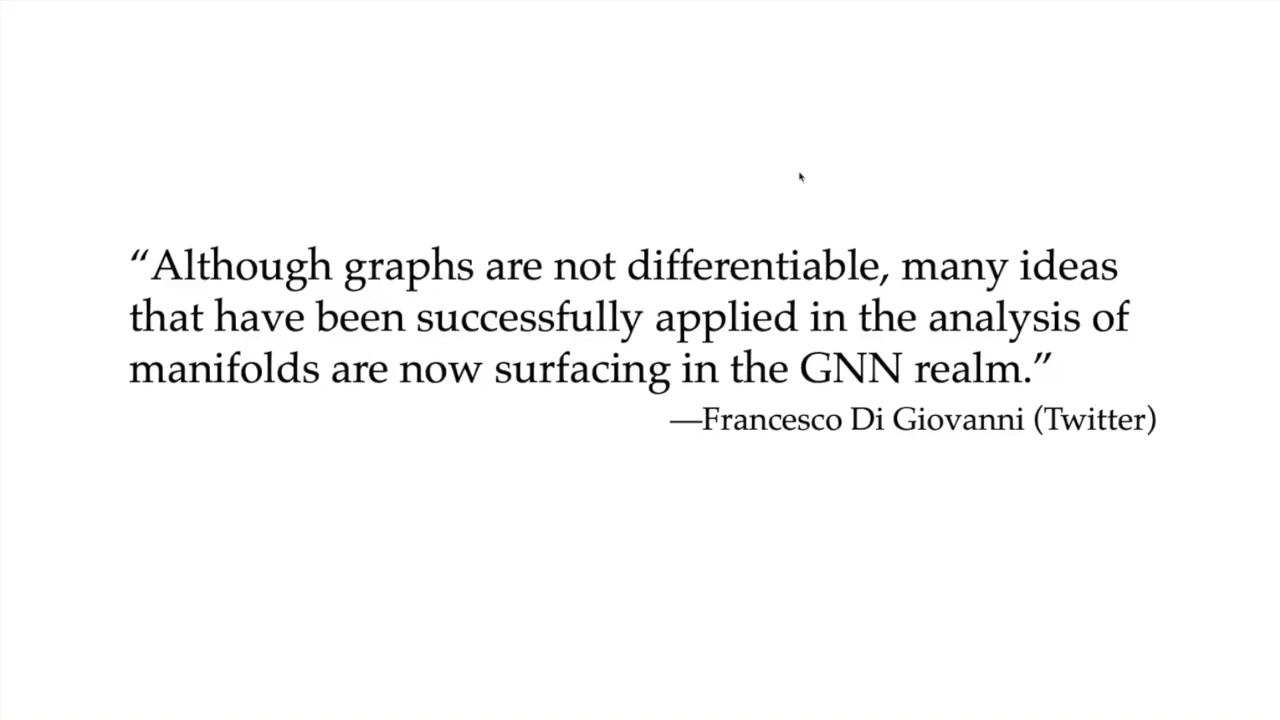 “Although graphs are not differentiable, many ideas
that have been successfully applied in the analysis of
manifolds are now surfacing in the GNN realm.”
—Francesco Di Giovanni (Twitter)